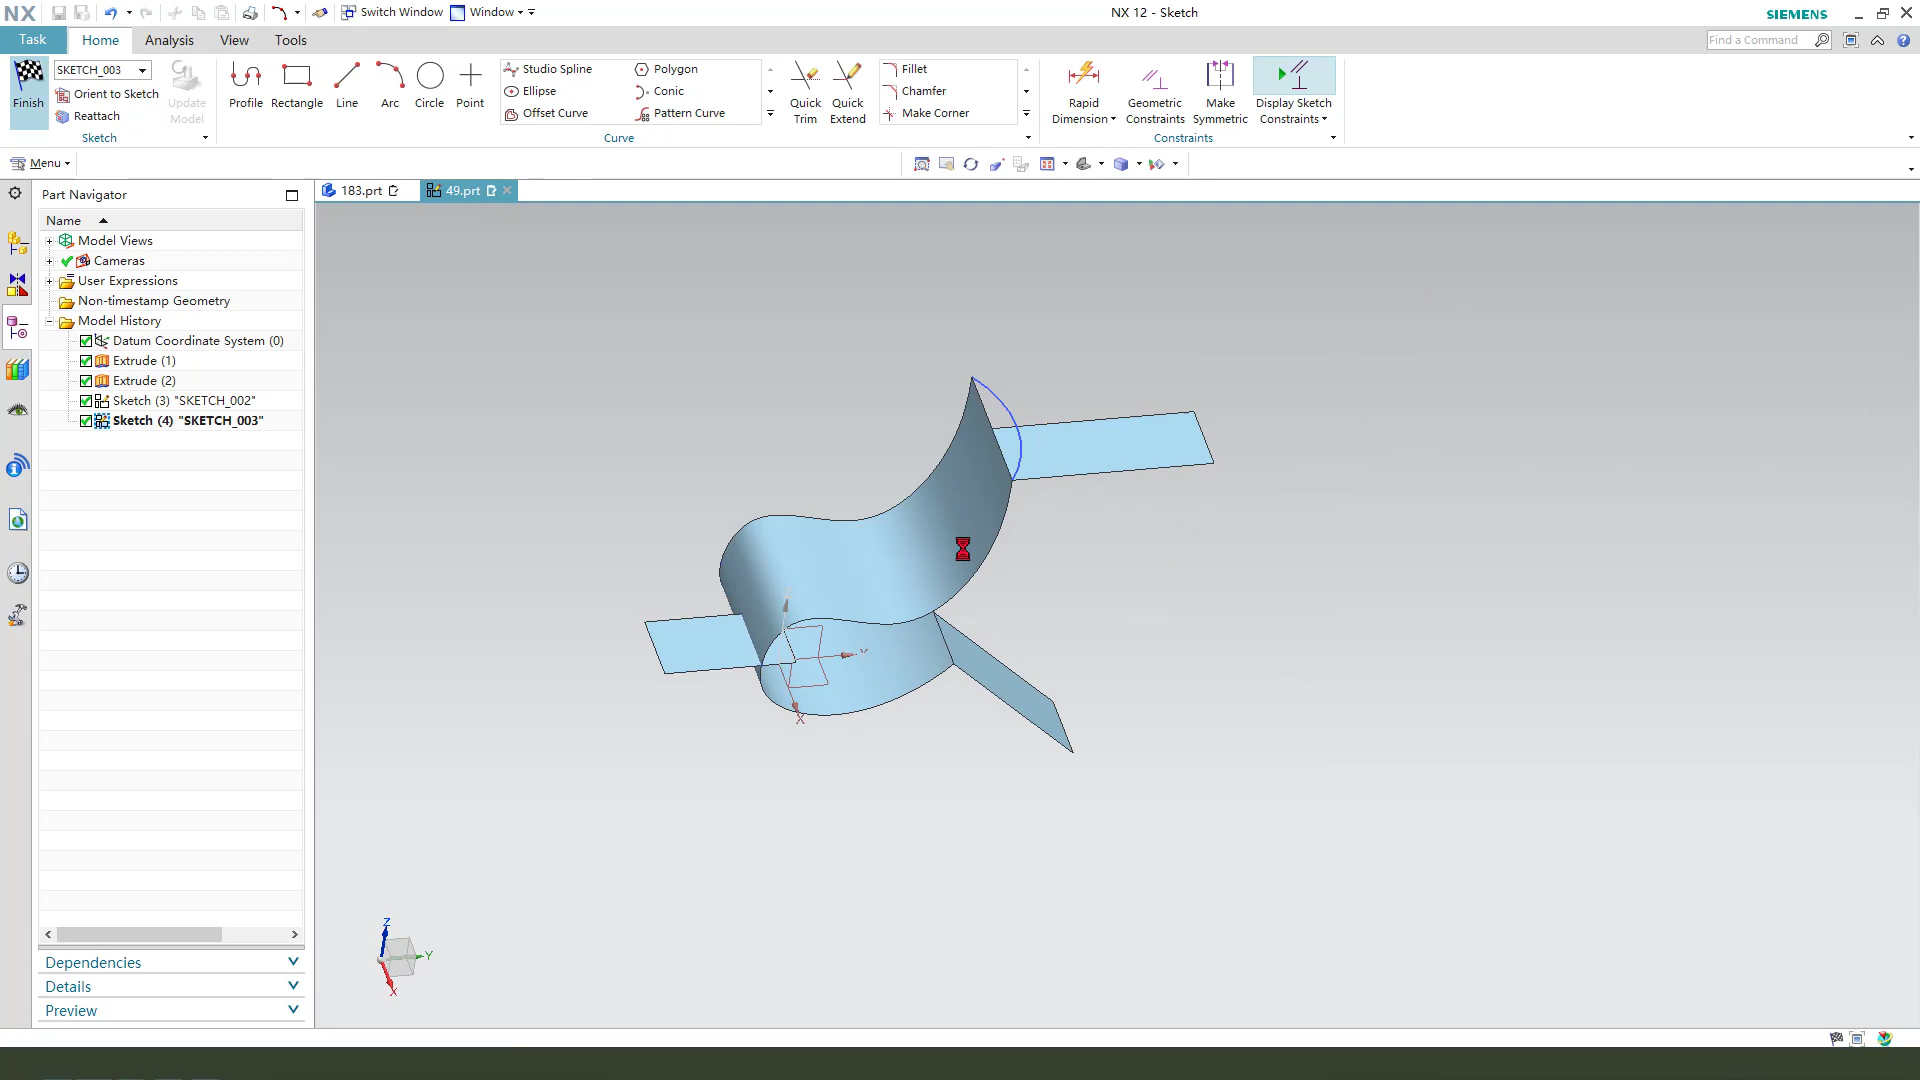 NX
Switch Window
Window
NX 12 - Sketch
SIEMENS
Task
Home
Analysis
View
Tools
Find a Command
Finish
SKETCH_003
Orient to Sketch
Reattach
Update
Model
Sketch
Profile
Rectangle
Line
Arc
Circle
Point
Studio Spline
Ellipse
Offset Curve
Polygon
Conic
Pattern Curve
Curve
Quick
Trim
Quick
Extend
Fillet
Chamfer
Make Corner
Rapid
Dimension
Geometric
Constraints
Make
Symmetric
Display Sketch
Constraints
Constraints
Menu
Part Navigator
183.prt
49.prt
Name
Model Views
Cameras
User Expressions
Non-timestamp Geometry
Model History
Datum Coordinate System (0)
Extrude (1)
Extrude (2)
Sketch (3) "SKETCH_002"
Sketch (4) "SKETCH_003"
Y
X
Z
Y
X
Dependencies
Details
Preview